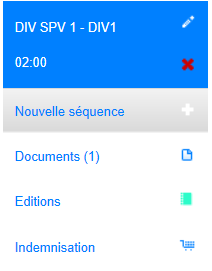 DIV SPV 1 - DIV1
02:00
Nouvelle séquence
Documents (1)
Editions
Indemnisation